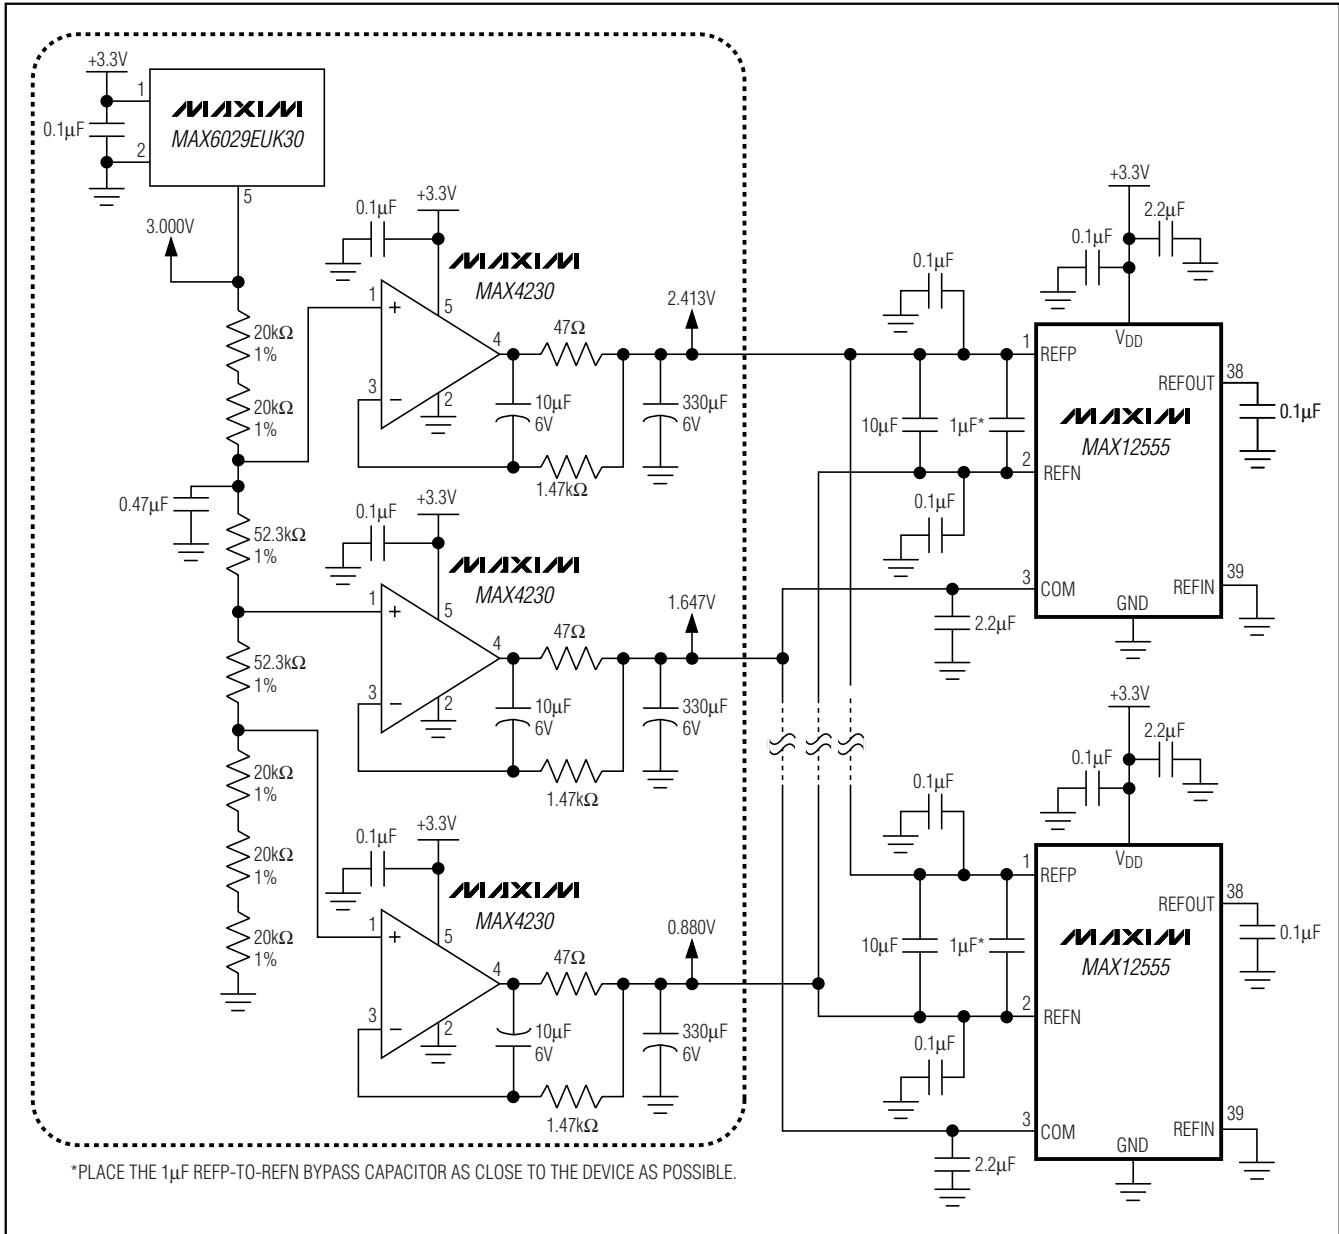 +3.3V
1
MAXIM
MAX6029EUK30
0.1µF
2
5
3.000V
20kΩ
1%
20kΩ
1%
0.47µF
52.3kΩ
1%
52.3kΩ
1%
20kΩ
1%
20kΩ
1%
20kΩ
1%
+3.3V
0.1µF
MAXIM
MAX4230
1
+
5
4
3
−
2
47Ω
10µF
6V
1.47kΩ
2.413V
330µF
6V
+3.3V
0.1µF
MAXIM
MAX4230
1
+
5
4
3
−
2
47Ω
10µF
6V
1.47kΩ
1.647V
330µF
6V
+3.3V
0.1µF
MAXIM
MAX4230
1
+
5
4
3
−
2
47Ω
10µF
6V
1.47kΩ
0.880V
330µF
6V
+3.3V
2.2µF
0.1µF
0.1µF
1
VDD
REFP
38
REFOUT
0.1µF
10µF
1µF*
MAXIM
MAX12555
2
REFN
0.1µF
3
COM
2.2µF
39
REFIN
GND
+3.3V
2.2µF
0.1µF
0.1µF
1
VDD
REFP
38
REFOUT
0.1µF
10µF
1µF*
MAXIM
MAX12555
2
REFN
0.1µF
3
COM
2.2µF
39
REFIN
GND
*PLACE THE 1µF REFP-TO-REFN BYPASS CAPACITOR AS CLOSE TO THE DEVICE AS POSSIBLE.